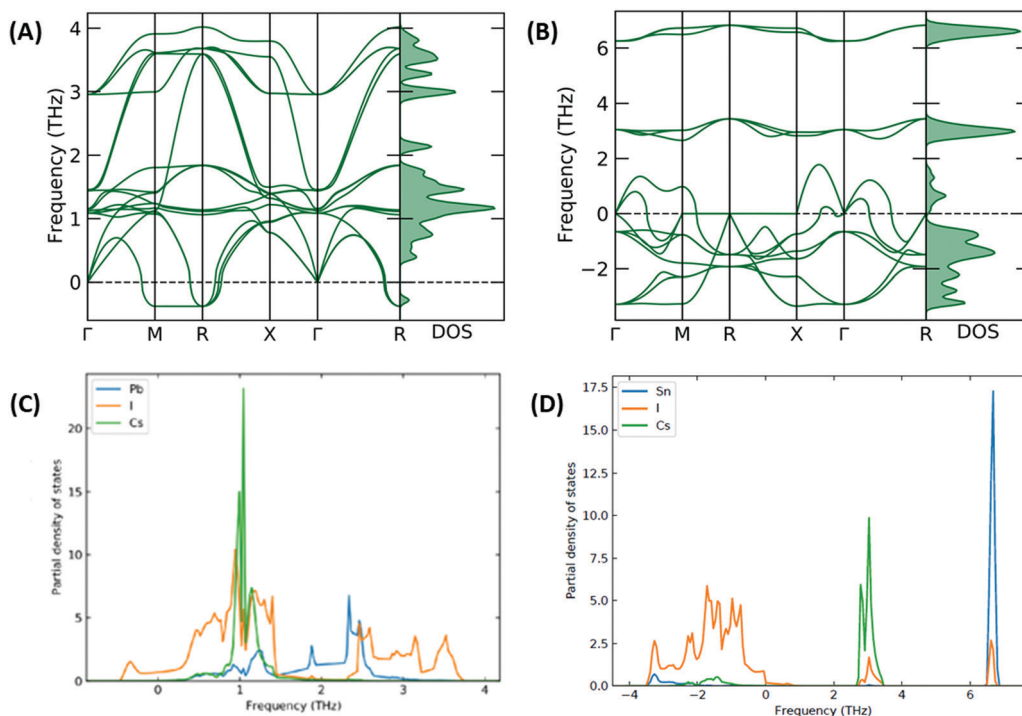 (A)
Frequency (THz)
4
3
2
1
0
Γ M R X Γ R DOS
(B)
Frequency (THz)
6
4
2
0
−2
Γ M R X Γ R DOS
(C)
Pb
I
Cs
Partial density of states
20
15
10
5
0
0 1 2 3 4
Frequency (THz)
(D)
Sn
I
Cs
Partial density of states
17.5
15.0
12.5
10.0
7.5
5.0
2.5
0.0
−4 −2 0 2 4 6
Frequency (THz)